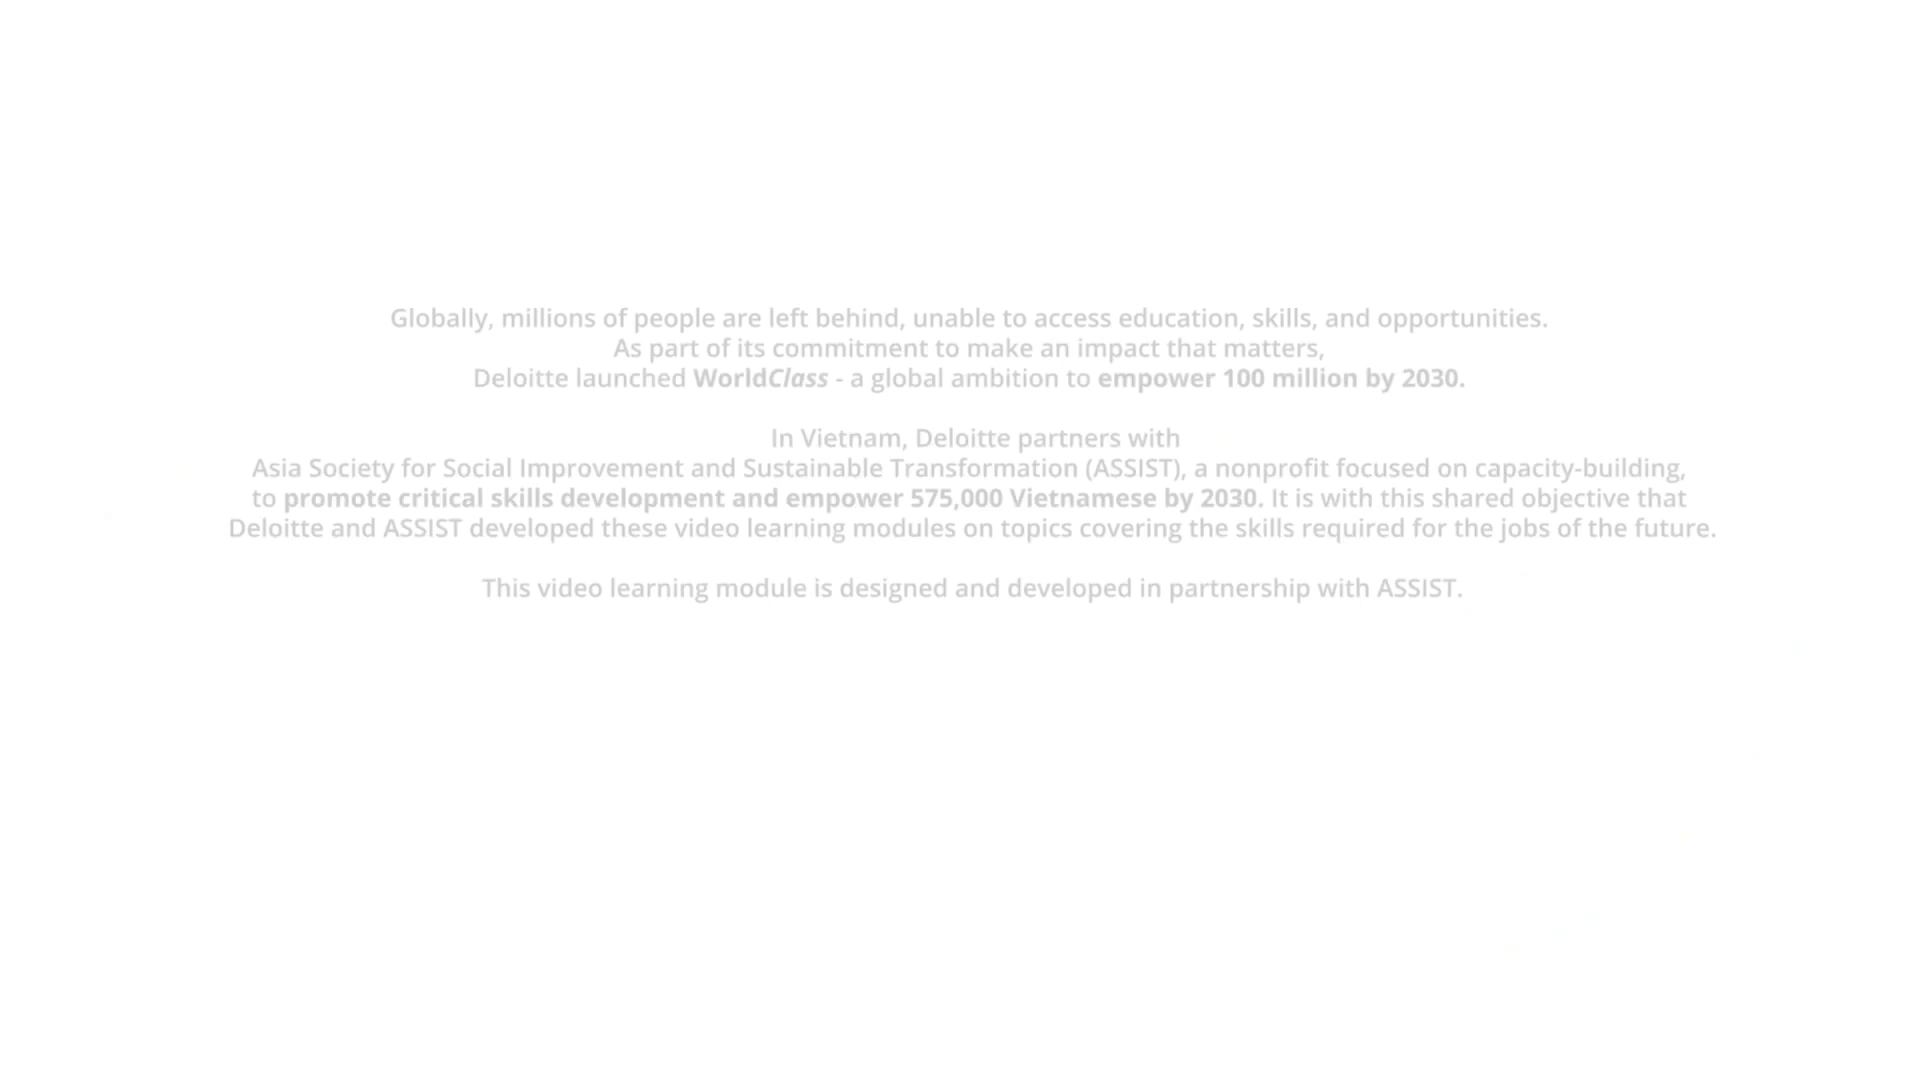 Globally, millions of people are left behind, unable to access education, skills, and opportunities.
As part of its commitment to make an impact that matters,
Deloitte launched WorldClass - a global ambition to empower 100 million by 2030.
In Vietnam, Deloitte partners with
Asia Society for Social Improvement and Sustainable Transformation (ASSIST), a nonprofit focused on capacity-building,
to promote critical skills development and empower 575,000 Vietnamese by 2030. It is with this shared objective that
Deloitte and ASSIST developed these video learning modules on topics covering the skills required for the jobs of the future.
This video learning module is designed and developed in partnership with ASSIST.